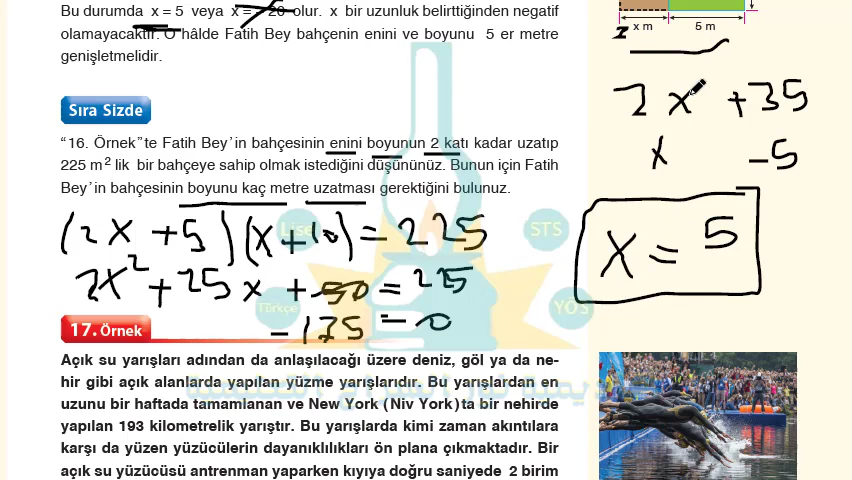 Bu durumda x = 5 veya x = – 20 olur. x bir uzunluk belirttiğinden negatif
olamayacaktır. O hâlde Fatih Bey bahçenin enini ve boyunu 5 er metre
genişletmelidir.
x m 5 m
2x +35
x -5
Sıra Sizde
“16. Örnek”te Fatih Bey’in bahçesinin enini boyunun 2 katı kadar uzatıp
225 m² lik bir bahçeye sahip olmak istediğini düşününüz. Bunun için Fatih
Bey’in bahçesinin boyunu kaç metre uzatması gerektiğini bulunuz.
(2x +5)(x+10)=225
2x²+25x +50=225
-175=0
x = 5
Lise
STS
Türkçe
YÖS
17. Örnek
Açık su yarışları adından da anlaşılacağı üzere deniz, göl ya da ne-
hir gibi açık alanlarda yapılan yüzme yarışlarıdır. Bu yarışlardan en
uzunu bir haftada tamamlanan ve New York (Niv York)ta bir nehirde
yapılan 193 kilometrelik yarıştır. Bu yarışlarda kimi zaman akıntılara
karşı da yüzen yüzücülerin dayanıklılıkları ön plana çıkmaktadır. Bir
açık su yüzücüsü antrenman yaparken kıyıya doğru saniyede 2 birim